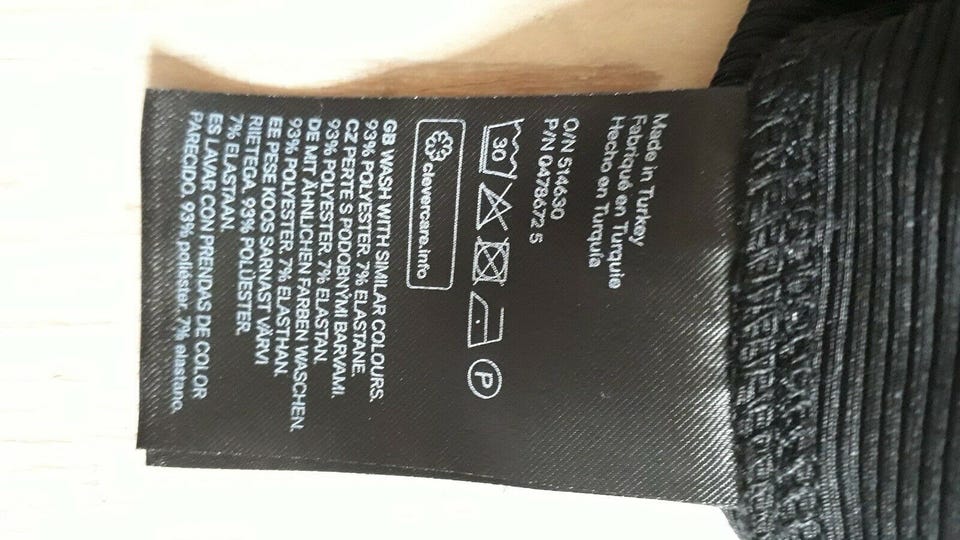 Made in Turkey
Fabriqué en Turquie
Hecho en Turquía
O/N 514630
P/N 0478672 5
30
P
clevercare.info
GB WASH WITH SIMILAR COLOURS.
93% POLYESTER. 7% ELASTANE.
CZ PERTE S PODOBNÝMI BARVAMI.
93% POLYESTER. 7% ELASTAN.
DE MIT ÄHNLICHEN FARBEN WASCHEN.
93% POLYESTER. 7% ELASTHAN.
EE PESE KOOS SARNAST VÄRVI
RIIETEGA. 93% POLÜESTER.
7% ELASTAAN.
ES LAVAR CON PRENDAS DE COLOR
PARECIDO. 93% poliéster, 7% elastano.